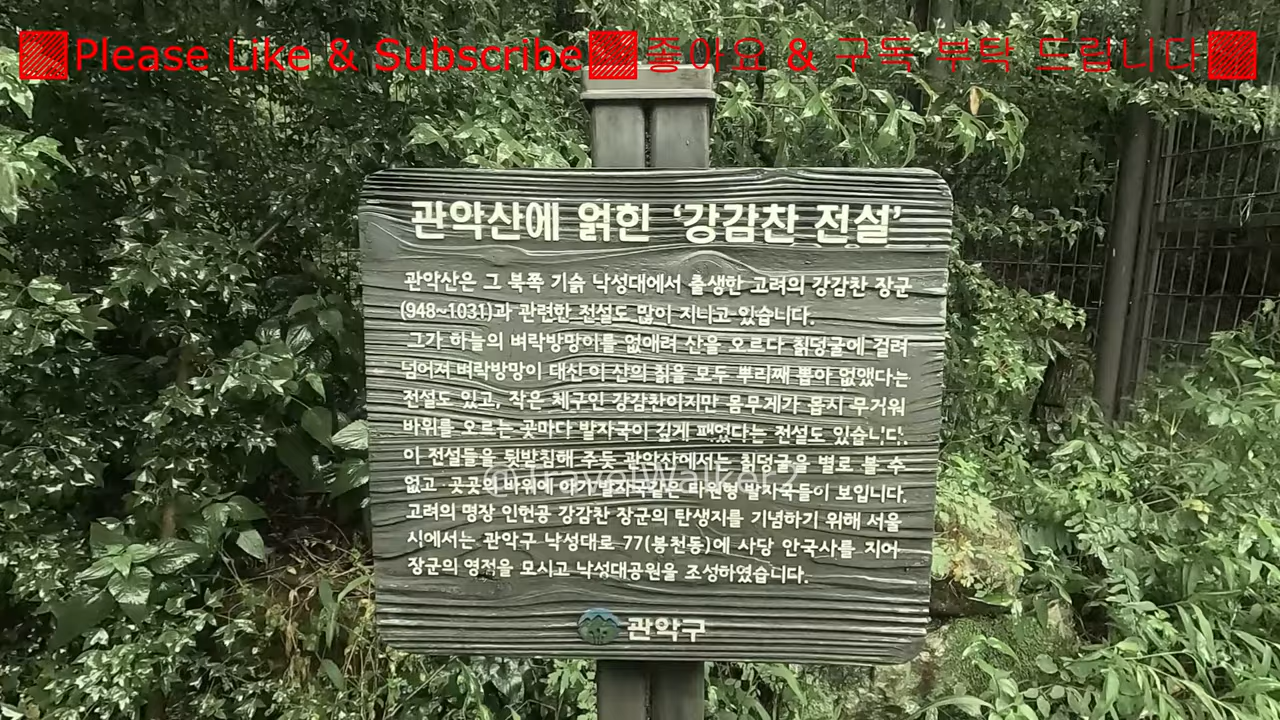 Please Like & Subscribe 좋아요 & 구독 부탁 드립니다
관악산에 얽힌 ‘강감찬 전설’
관악산은 그 북쪽 기슭 낙성대에서 출생한 고려의 강감찬 장군
(948~1031)과 관련한 전설도 많이 지니고 있습니다.
그가 하늘의 벼락방망이를 없애려 산을 오르다 칡덩굴에 걸려
넘어져 벼락방망이 대신 이 산의 칡을 모두 뿌리째 뽑아 없앴다는
전설도 있고, 작은 체구인 강감찬이지만 몸무게가 몹시 무거워
바위를 오르는 곳마다 발자국이 깊게 패였다는 전설도 있습니다.
이 전설들을 뒷받침해 주듯 관악산에서는 칡덩굴을 별로 볼 수
없고 곳곳의 바위에 아기 발자국같은 타원형 발자국들이 보입니다.
고려의 명장 인헌공 강감찬 장군의 탄생지를 기념하기 위해 서울
시에서는 관악구 낙성대로 77(봉천동)에 사당 안국사를 지어
장군의 영정을 모시고 낙성대공원을 조성하였습니다.
관악구